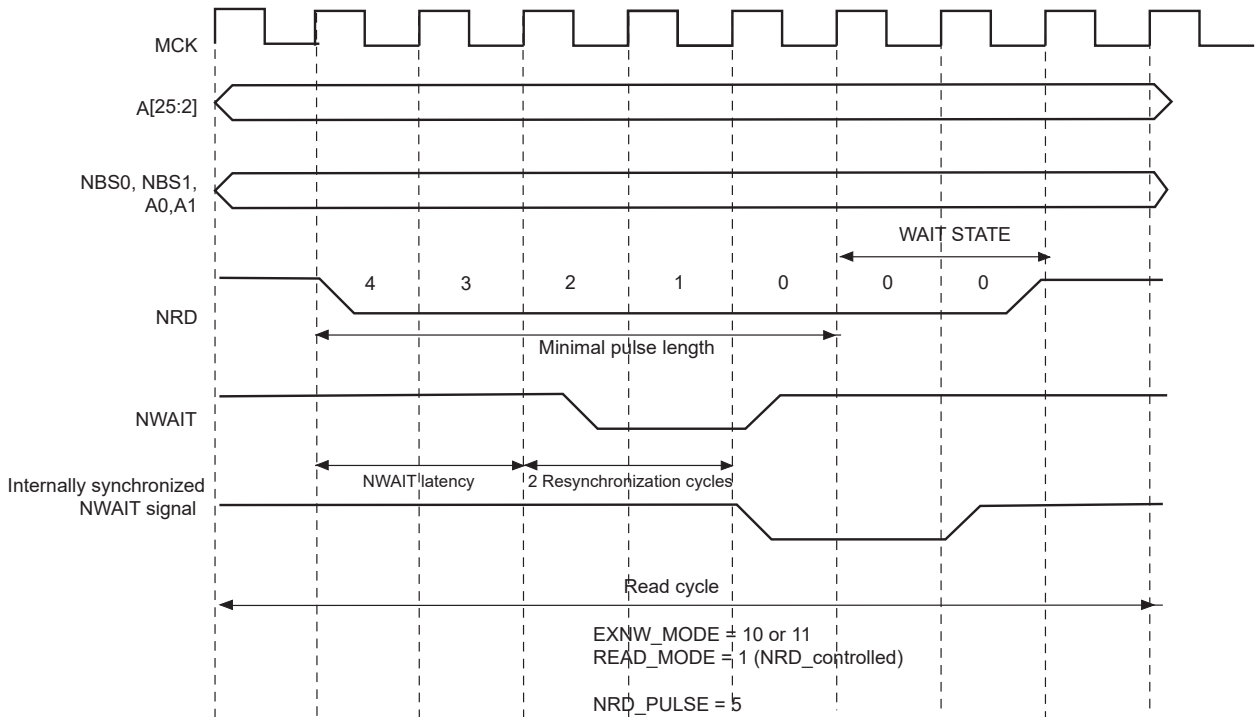 MCK
A[25:2]
NBS0, NBS1,
A0,A1
WAIT STATE
4 3 2 1 0 0 0
NRD
Minimal pulse length
NWAIT
NWAIT latency 2 Resynchronization cycles
Internally synchronized
NWAIT signal
Read cycle
EXNW_MODE = 10 or 11
READ_MODE = 1 (NRD_controlled)
NRD_PULSE = 5